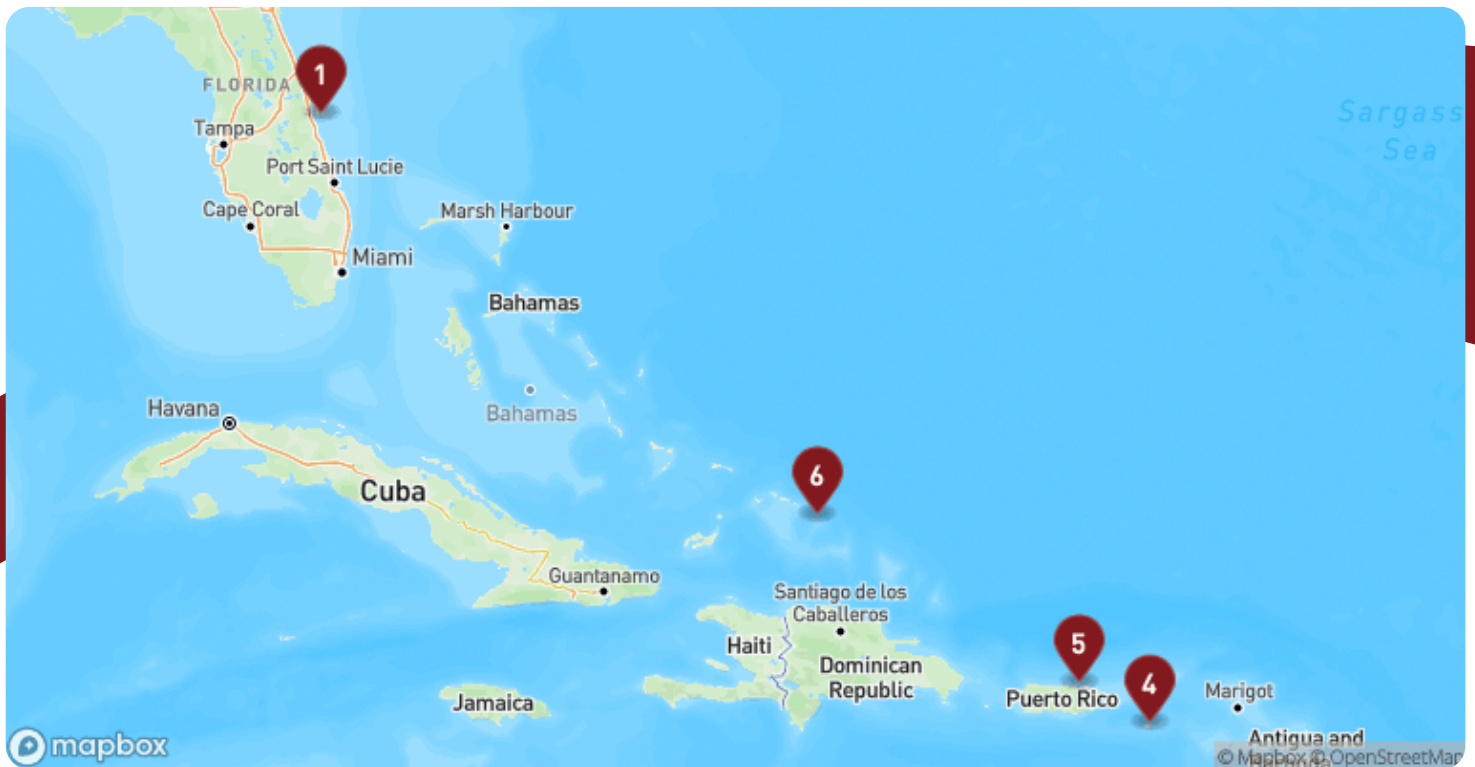 1
FLORIDA
Tampa
Port Saint Lucie
Cape Coral
Marsh Harbour
Miami
Bahamas
Sargass
Sea
Havana
Bahamas
6
Cuba
Guantanamo
Santiago de los
Caballeros
Haiti
Dominican
Republic
5
4
Jamaica
Puerto Rico
Marigot
Antigua and
mapbox
© Mapbox © OpenStreetMap